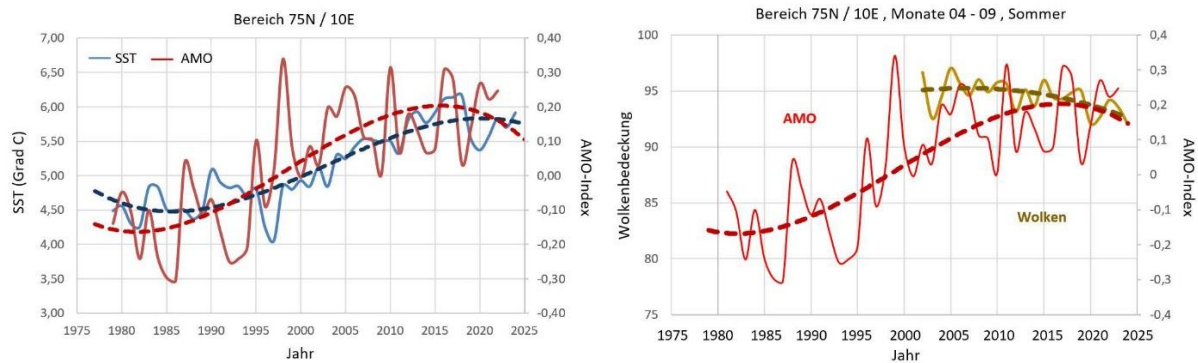 Bereich 75N / 10E
7,00
6,50
6,00
5,50
5,00
4,50
4,00
3,50
3,00
SST (Grad C)
SST
AMO
0,40
0,30
0,20
0,10
0,00
-0,10
-0,20
-0,30
-0,40
AMO-Index
1975 1980 1985 1990 1995 2000 2005 2010 2015 2020 2025
Jahr
Bereich 75N / 10E , Monate 04 - 09 , Sommer
100
95
90
85
80
75
Wolkenbedeckung
AMO
Wolken
0,4
0,3
0,2
0,1
0,0
-0,1
-0,2
-0,3
-0,4
AMO-Index
1975 1980 1985 1990 1995 2000 2005 2010 2015 2020 2025
Jahr